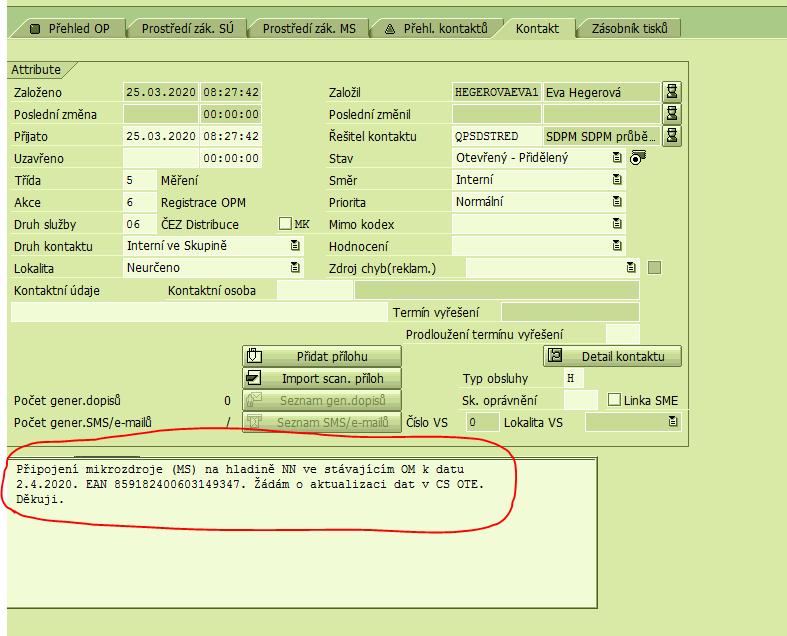 Přehled OP Prostředí zák. SÚ Prostředí zák. MS Přehl. kontaktů Kontakt Zásobník tisků
Attribute
Založeno 25.03.2020 08:27:42 Založil HEGEROVAEVA1 Eva Hegerová
Poslední změna 00:00:00 Poslední změnil
Přijato 25.03.2020 08:27:42 Řešitel kontaktu QPSDSTRED SDPM SDPM průbě...
Uzavřeno 00:00:00 Stav Otevřený - Přidělený
Třída 5 Měření Směr Interní
Akce 6 Registrace OPM Priorita Normální
Druh služby 06 ČEZ Distribuce MK Mimo kodex
Druh kontaktu Interní ve Skupině Hodnocení
Lokalita Neurčeno Zdroj chyb(reklam.)
Kontaktní údaje Kontaktní osoba
Termín vyřešení
Prodloužení termínu vyřešení
Přidat přílohu Detail kontaktu
Import scan. příloh Typ obsluhy H
Počet gener.dopisů 0 Seznam gen.dopisů Sk. oprávnění Linka SME
Počet gener.SMS/e-mailů / Seznam SMS/e-mailů Číslo VS 0 Lokalita VS
Připojení mikrozdroje (MS) na hladině NN ve stávajícím OM k datu
2.4.2020. EAN 859182400603149347. Žádám o aktualizaci dat v CS OTE.
Děkuji.